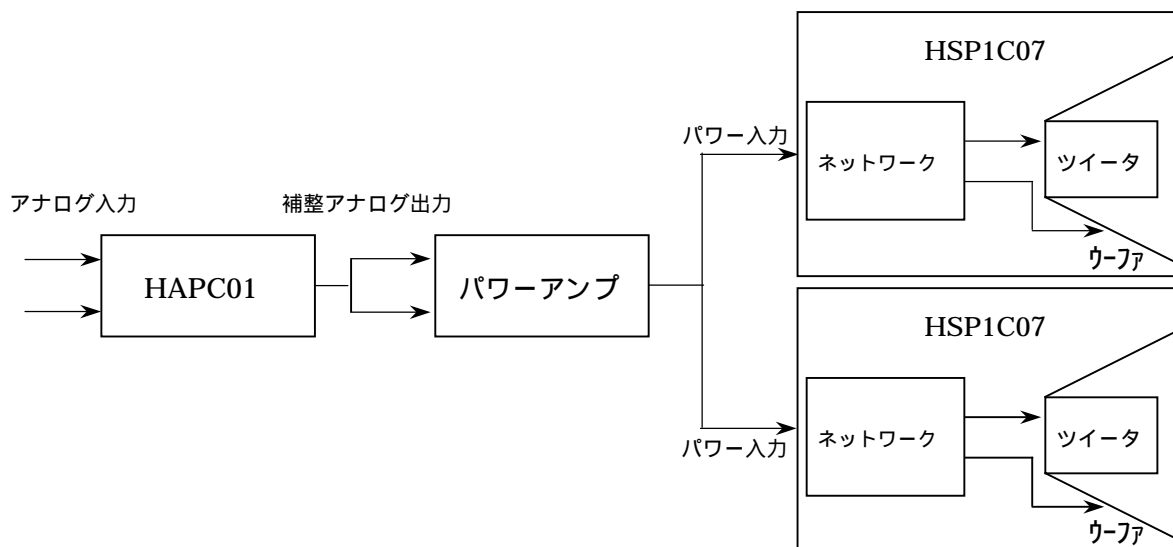 HSP1C07
パワー入力
ネットワーク
ツイータ
ウーファ
アナログ入力
補整アナログ出力
HAPC01
パワーアンプ
HSP1C07
ネットワーク
ツイータ
パワー入力
ウーファ